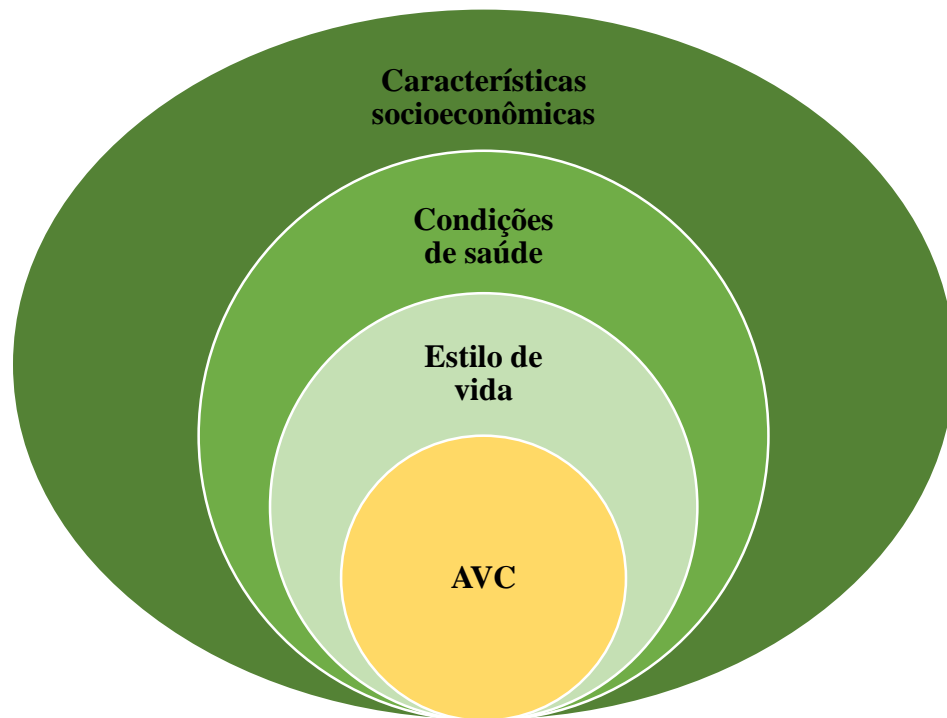 Características
socioeconômicas
Condições
de saúde
Estilo de
vida
AVC